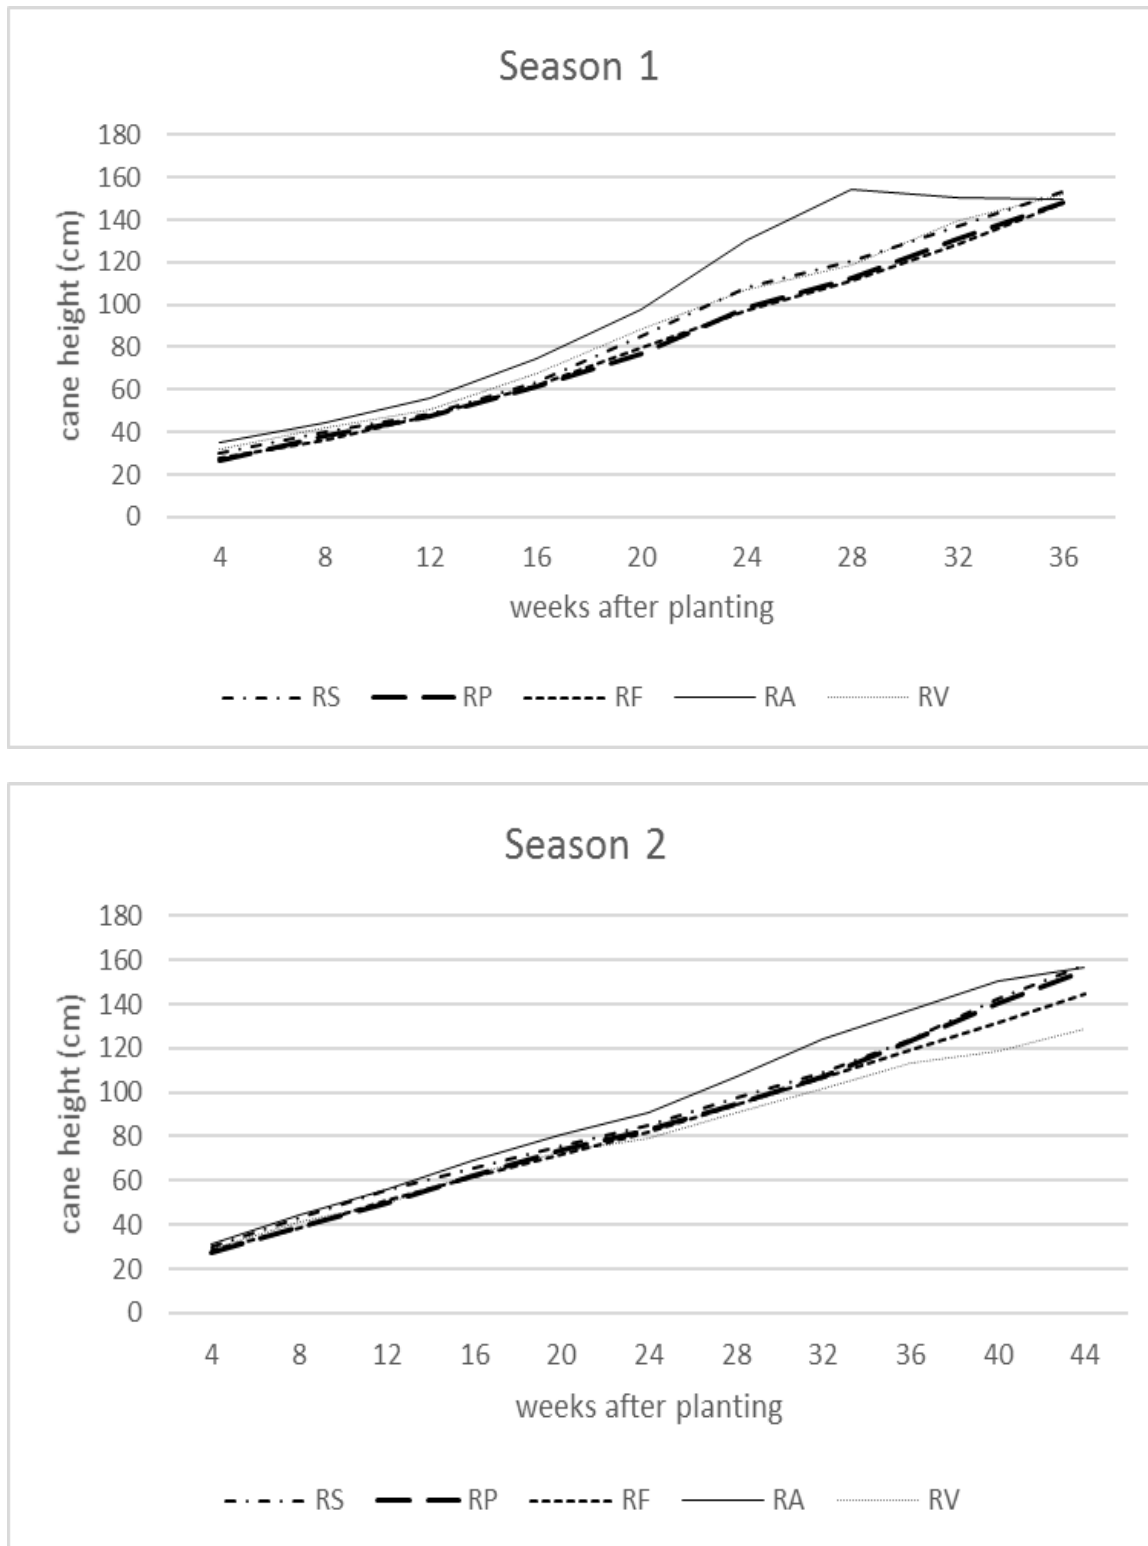 Season 1
180
160
140
120
100
80
60
40
20
0
cane height (cm)
4 8 12 16 20 24 28 32 36
weeks after planting
RS RP RF RA RV
Season 2
180
160
140
120
100
80
60
40
20
0
cane height (cm)
4 8 12 16 20 24 28 32 36 40 44
weeks after planting
RS RP RF RA RV